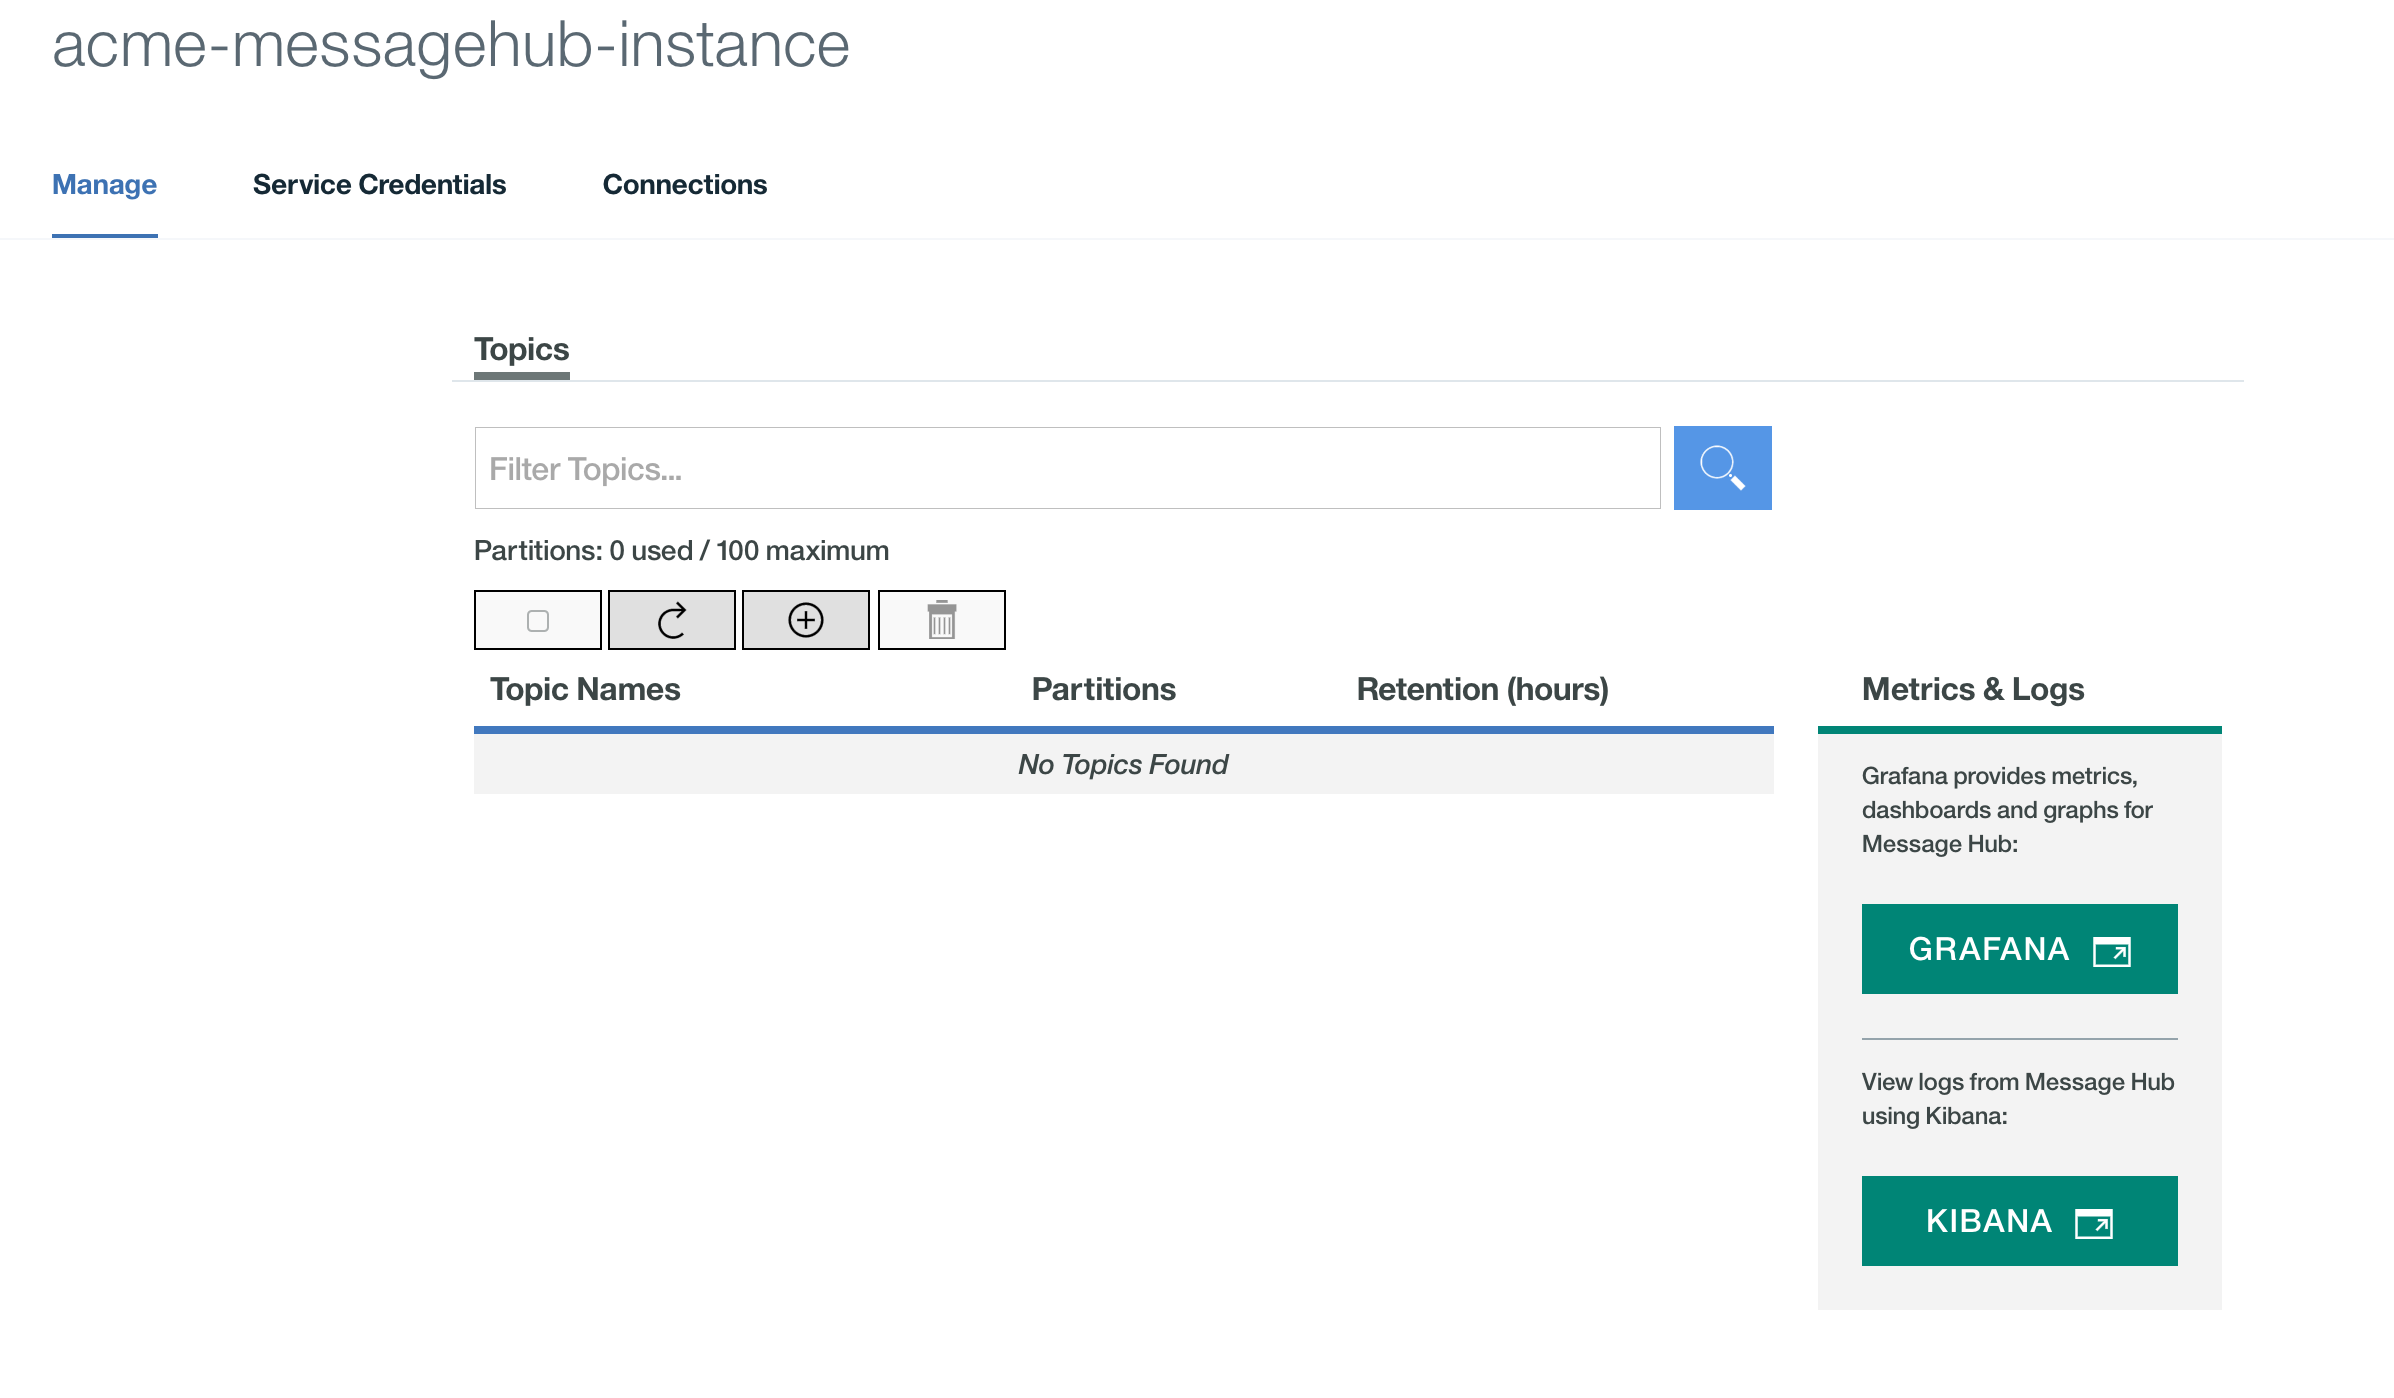 acme-messagehub-instance
Manage
Service Credentials
Connections
Topics
Filter Topics...
Partitions: 0 used / 100 maximum
Topic Names
Partitions
Retention (hours)
No Topics Found
Metrics & Logs
Grafana provides metrics,
dashboards and graphs for
Message Hub:
GRAFANA
View logs from Message Hub
using Kibana:
KIBANA